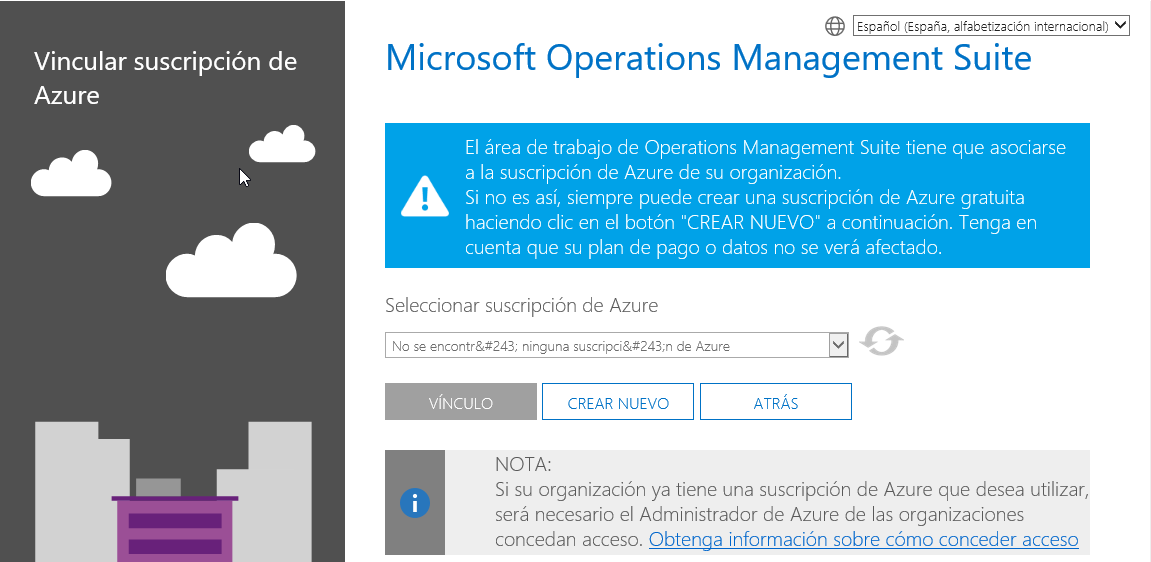 Español (España, alfabetización internacional)
Vincular suscripción de
Azure
Microsoft Operations Management Suite
El área de trabajo de Operations Management Suite tiene que asociarse
a la suscripción de Azure de su organización.
Si no es así, siempre puede crear una suscripción de Azure gratuita
haciendo clic en el botón "CREAR NUEVO" a continuación. Tenga en
cuenta que su plan de pago o datos no se verá afectado.
Seleccionar suscripción de Azure
No se encontr&#243; ninguna suscripci&#243;n de Azure
VÍNCULO
CREAR NUEVO
ATRÁS
NOTA:
Si su organización ya tiene una suscripción de Azure que desea utilizar,
será necesario el Administrador de Azure de las organizaciones
concedan acceso. Obtenga información sobre cómo conceder acceso